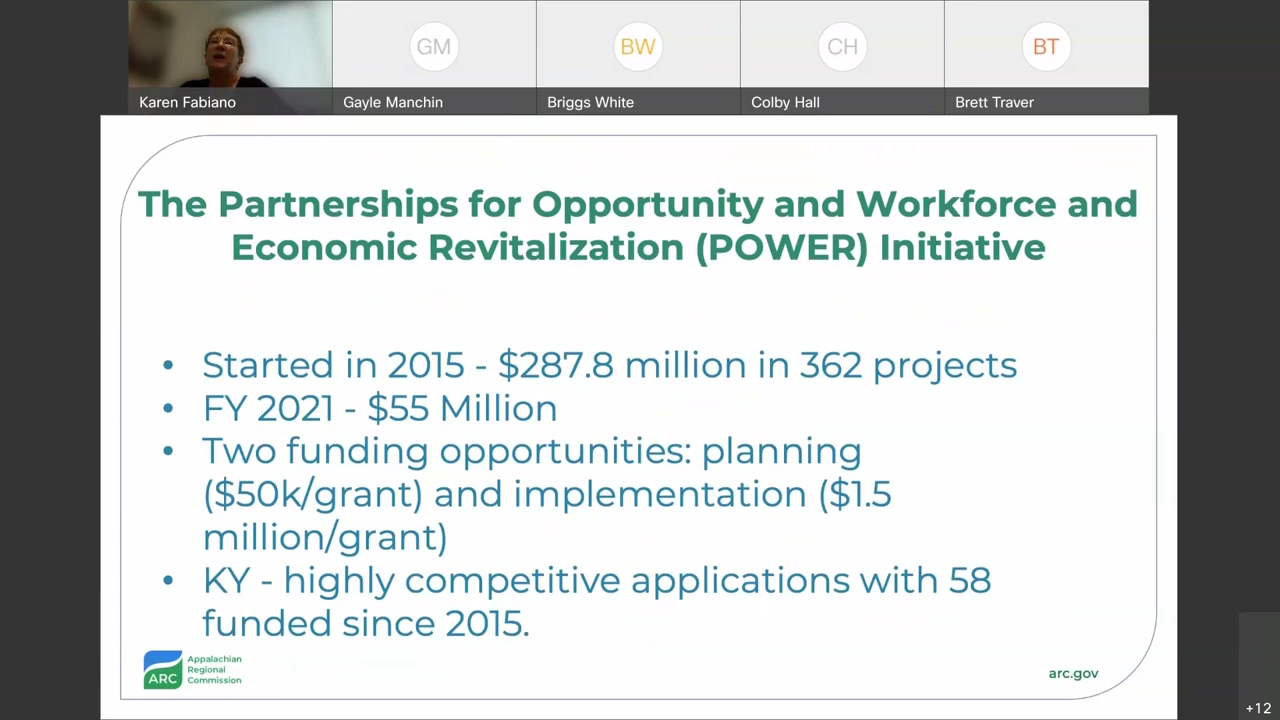 GM
BW
CH
BT
Karen Fabiano
Gayle Manchin
Briggs White
Colby Hall
Brett Traver
The Partnerships for Opportunity and Workforce and
Economic Revitalization (POWER) Initiative
• Started in 2015 - $287.8 million in 362 projects
• FY 2021 - $55 Million
• Two funding opportunities: planning
($50k/grant) and implementation ($1.5
million/grant)
• KY - highly competitive applications with 58
funded since 2015.
ARC
Appalachian
Regional
Commission
arc.gov
+12